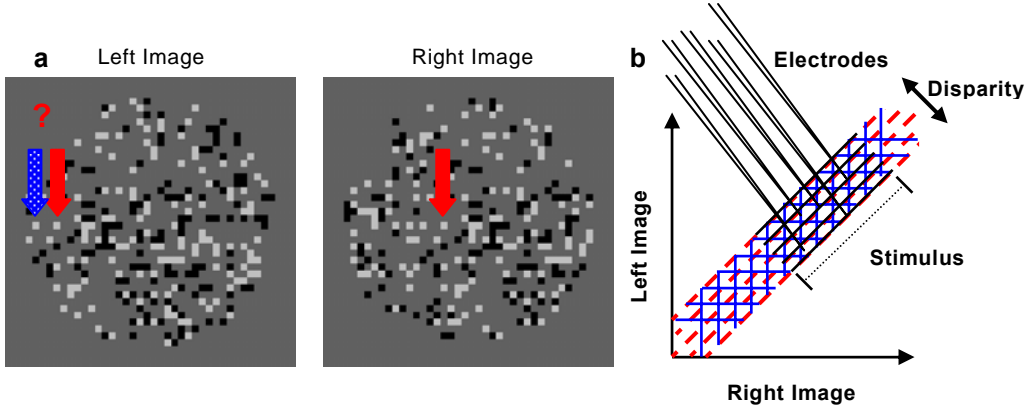 a
Left Image
Right Image
?
b
Electrodes
Disparity
Left Image
Stimulus
Right Image